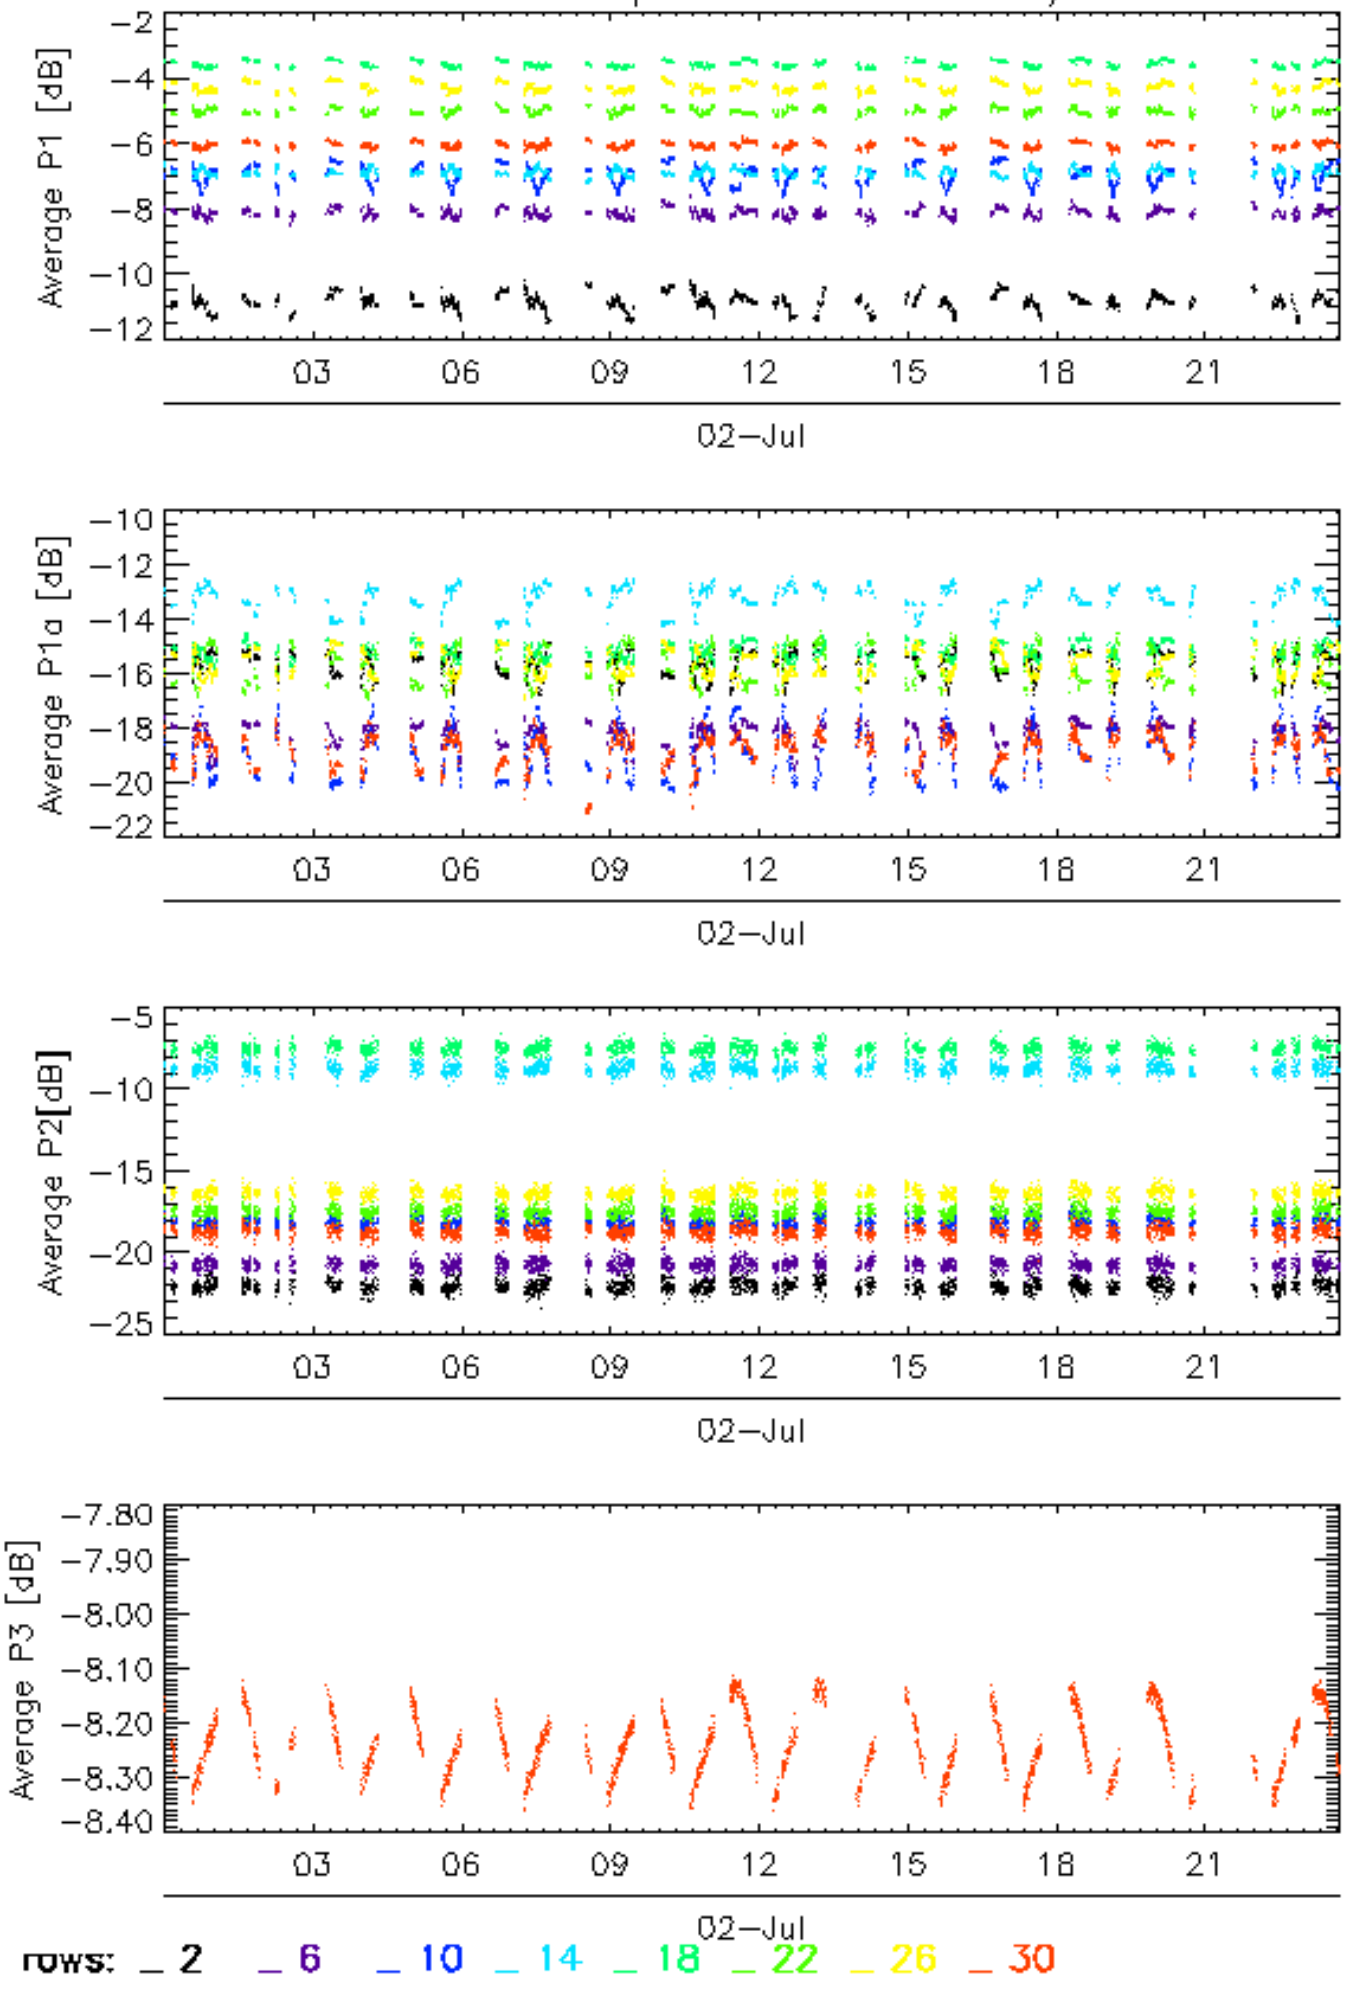 Average P1 [dB]
-2
-4
-6
-8
-10
-12
03 06 09 12 15 18 21
02-Jul
Average P1a [dB]
-10
-12
-14
-16
-18
-20
-22
03 06 09 12 15 18 21
02-Jul
Average P2[dB]
-5
-10
-15
-20
-25
03 06 09 12 15 18 21
02-Jul
Average P3 [dB]
-7.80
-7.90
-8.00
-8.10
-8.20
-8.30
-8.40
03 06 09 12 15 18 21
02-Jul
rows: _ 2 _ 6 _ 10 _ 14 _ 18 _ 22 _ 26 _ 30